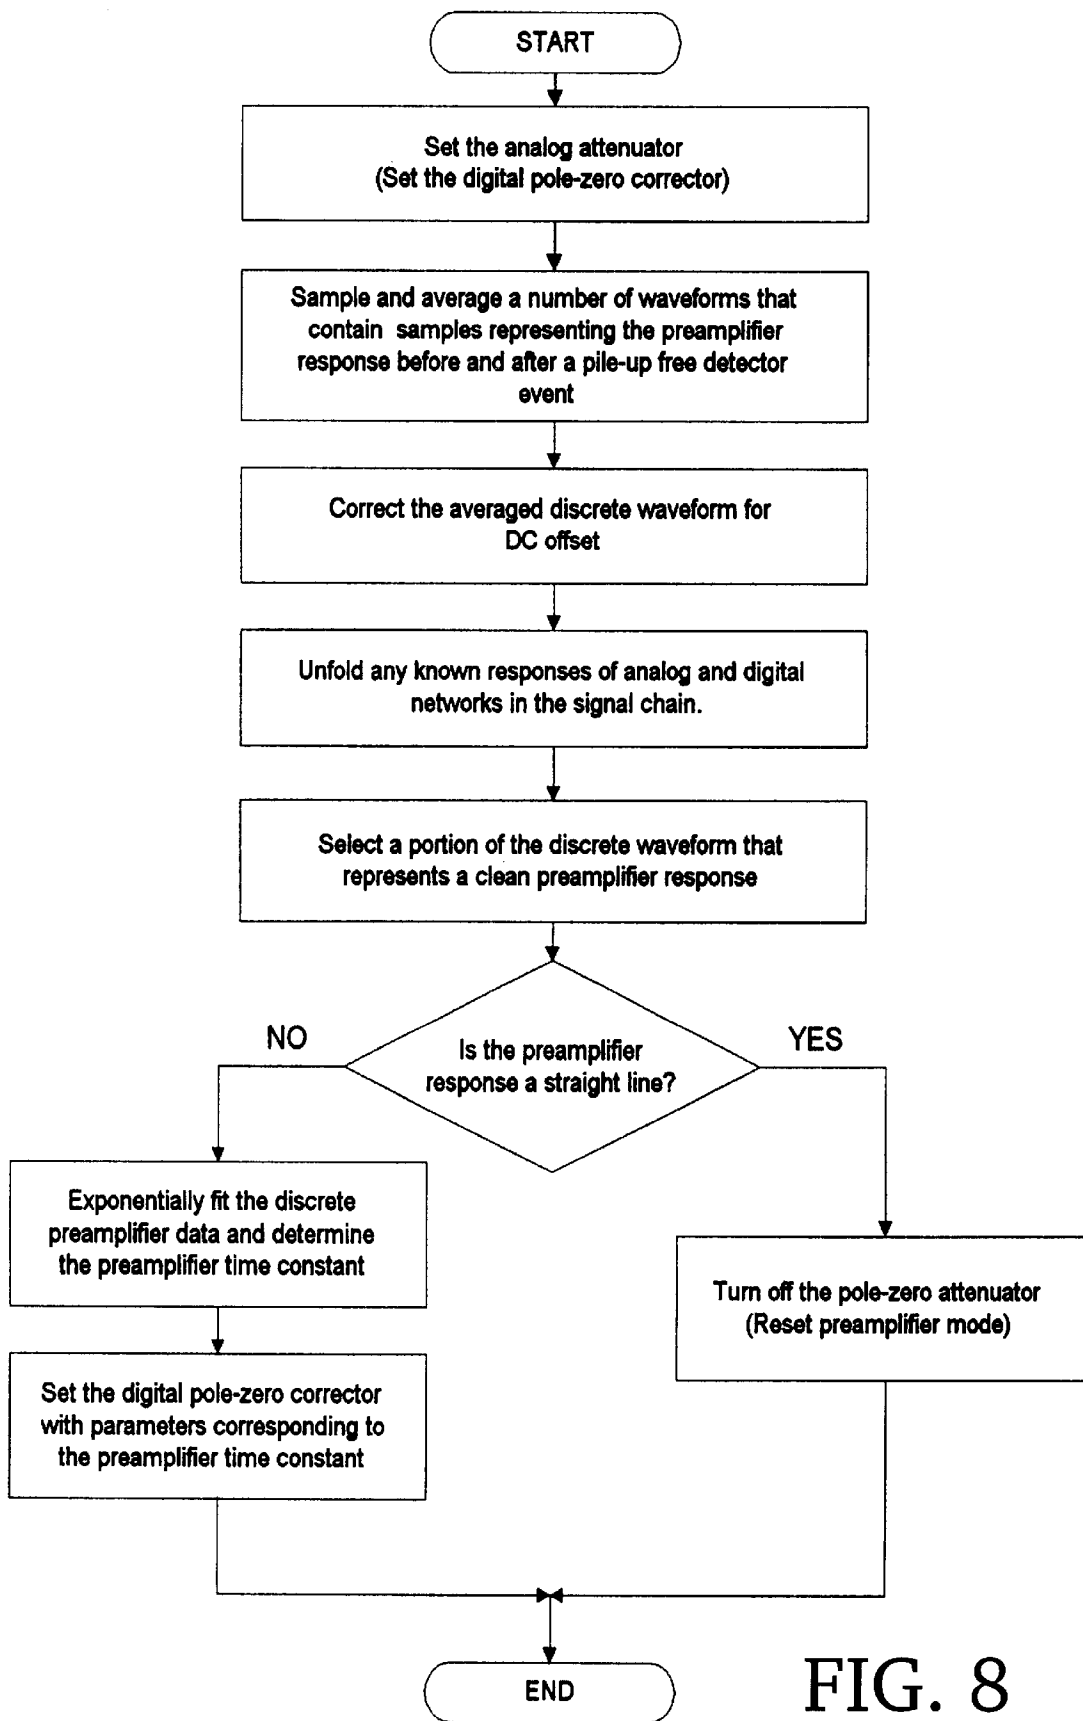 START
Set the analog attenuator
(Set the digital pole-zero corrector)
Sample and average a number of waveforms that
contain samples representing the preamplifier
response before and after a pile-up free detector
event
Correct the averaged discrete waveform for
DC offset
Unfold any known responses of analog and digital
networks in the signal chain.
Select a portion of the discrete waveform that
represents a clean preamplifier response
Is the preamplifier
response a straight line?
NO
YES
Exponentially fit the discrete
preamplifier data and determine
the preamplifier time constant
Set the digital pole-zero corrector
with parameters corresponding to
the preamplifier time constant
Turn off the pole-zero attenuator
(Reset preamplifier mode)
END
FIG. 8